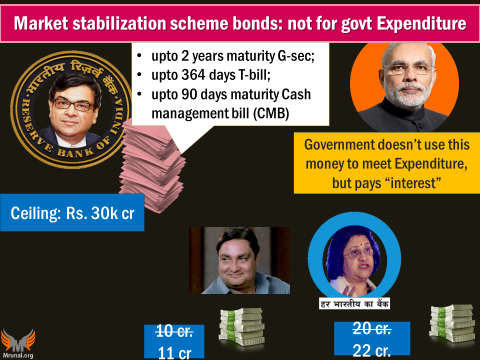 Market stabilization scheme bonds: not for govt Expenditure
• upto 2 years maturity G-sec;
• upto 364 days T-bill;
• upto 90 days maturity Cash
management bill (CMB)
भारतीय रिज़र्व बैंक
RESERVE BANK OF INDIA
Government doesn't use this
money to meet Expenditure,
but pays "interest"
Ceiling: Rs. 30k cr
हर भारतीय का बैंक
10 cr.
11 cr
20 cr.
22 cr.
Mrunal.org